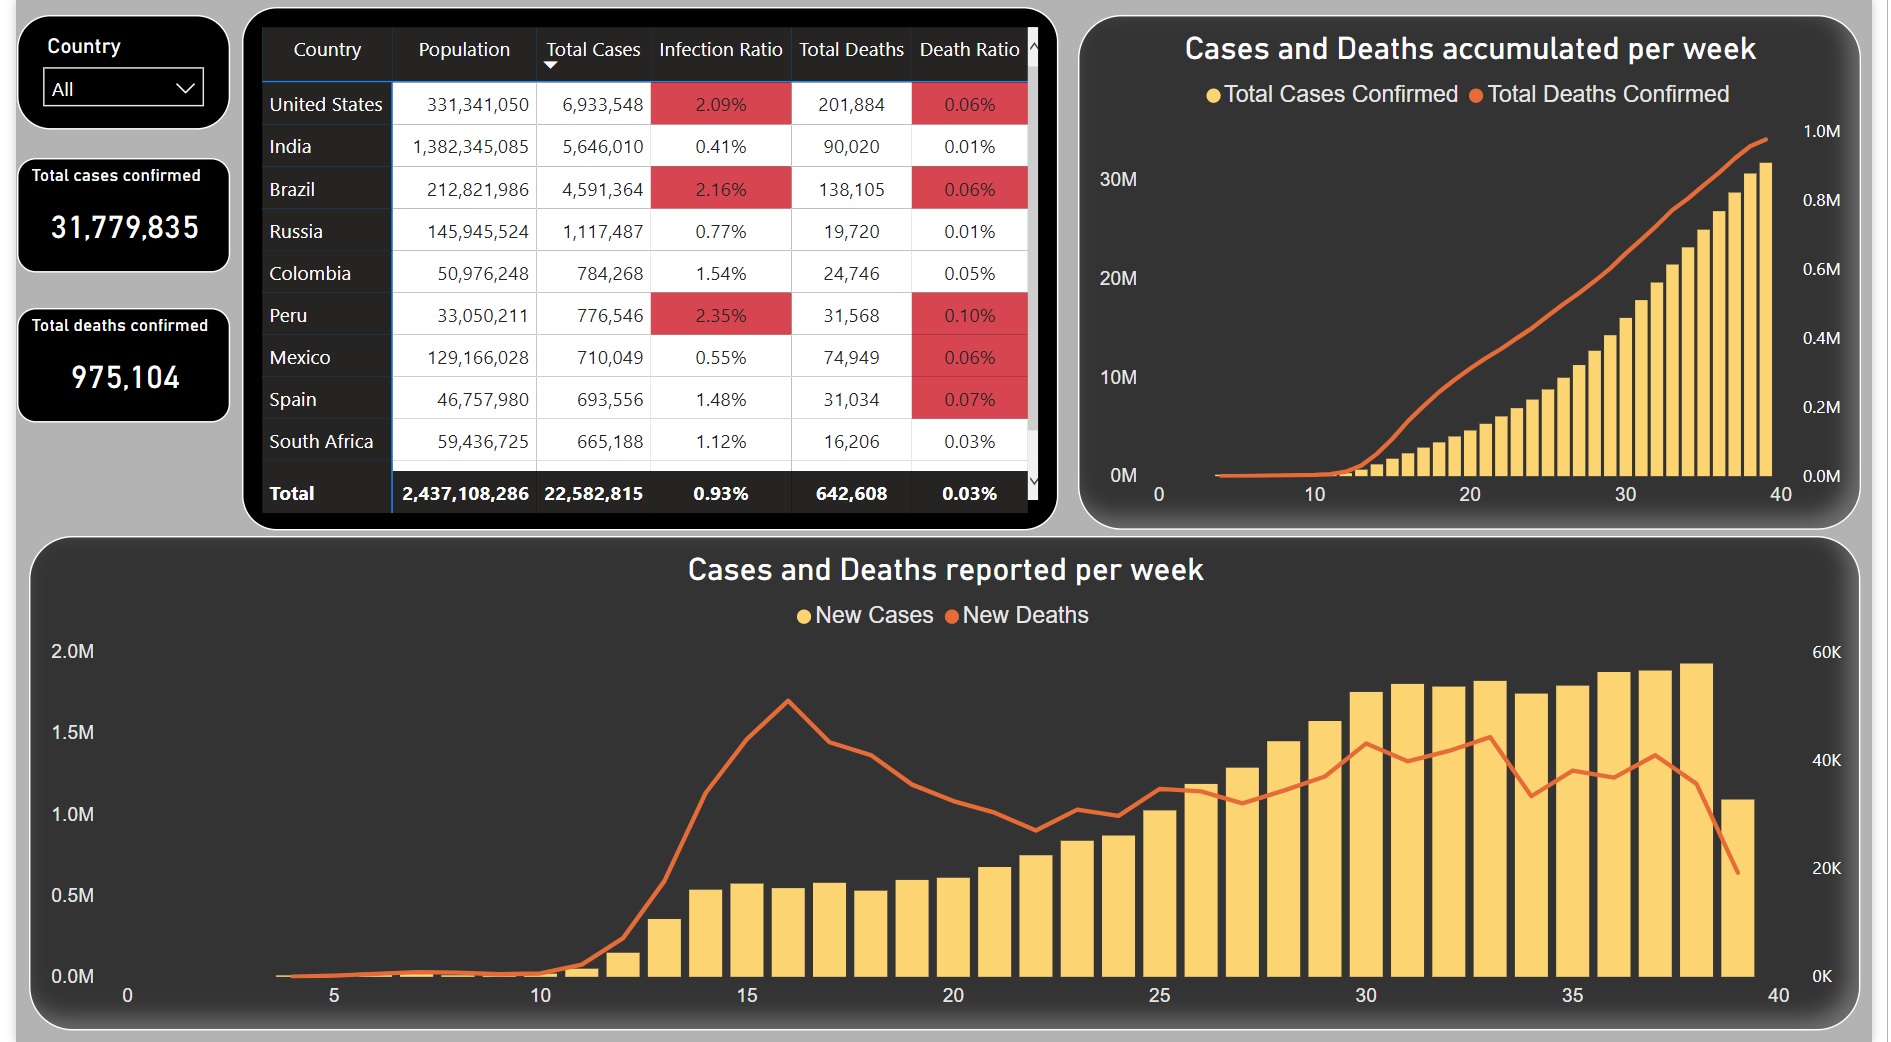 Country
All
Total cases confirmed
31,779,835
Total deaths confirmed
975,104
Country Population Total Cases Infection Ratio Total Deaths Death Ratio
United States 331,341,050 6,933,548 2.09% 201,884 0.06%
India 1,382,345,085 5,646,010 0.41% 90,020 0.01%
Brazil 212,821,986 4,591,364 2.16% 138,105 0.06%
Russia 145,945,524 1,117,487 0.77% 19,720 0.01%
Colombia 50,976,248 784,268 1.54% 24,746 0.05%
Peru 33,050,211 776,546 2.35% 31,568 0.10%
Mexico 129,166,028 710,049 0.55% 74,949 0.06%
Spain 46,757,980 693,556 1.48% 31,034 0.07%
South Africa 59,436,725 665,188 1.12% 16,206 0.03%
Total 2,437,108,286 22,582,815 0.93% 642,608 0.03%
Cases and Deaths accumulated per week
Total Cases Confirmed Total Deaths Confirmed
1.0M
30M
0.8M
20M
0.6M
0.4M
10M
0.2M
0M 0.0M
0 10 20 30 40
Cases and Deaths reported per week
New Cases New Deaths
2.0M 60K
1.5M
40K
1.0M
20K
0.5M
0.0M 0K
0 5 10 15 20 25 30 35 40